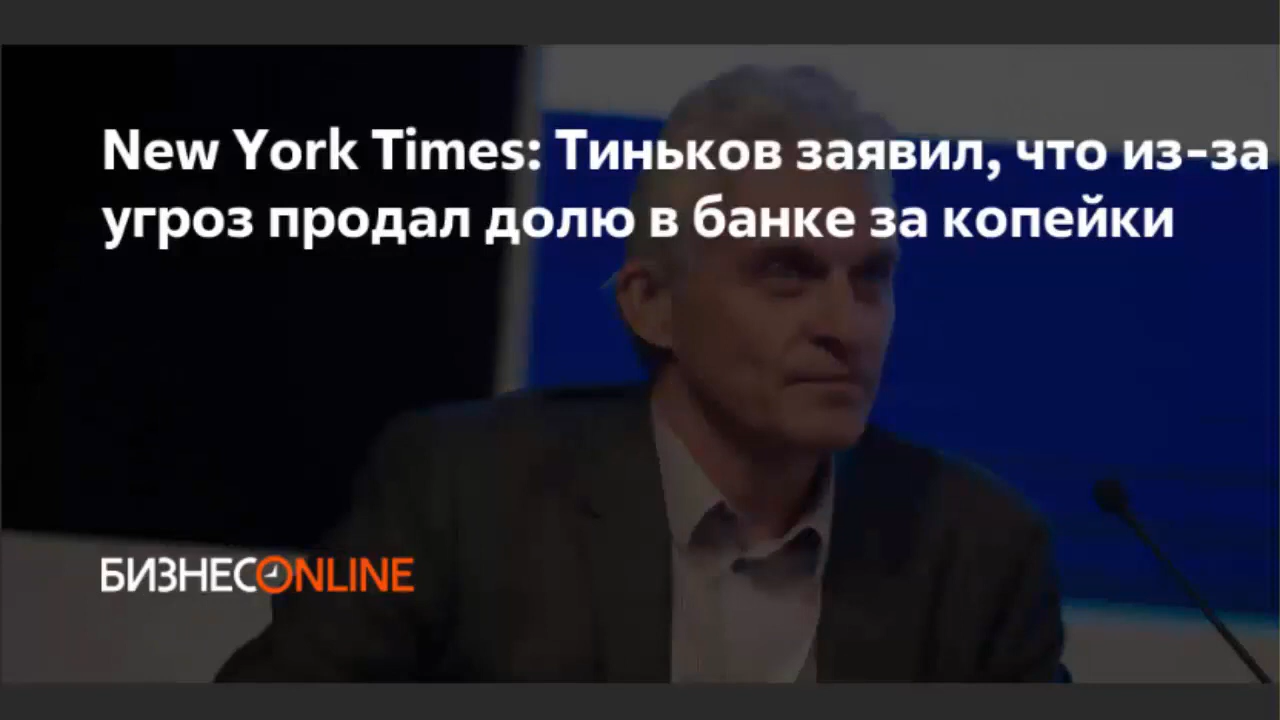 New York Times: Тиньков заявил, что из-за
угроз продал долю в банке за копейки
БИЗНЕСONLINE